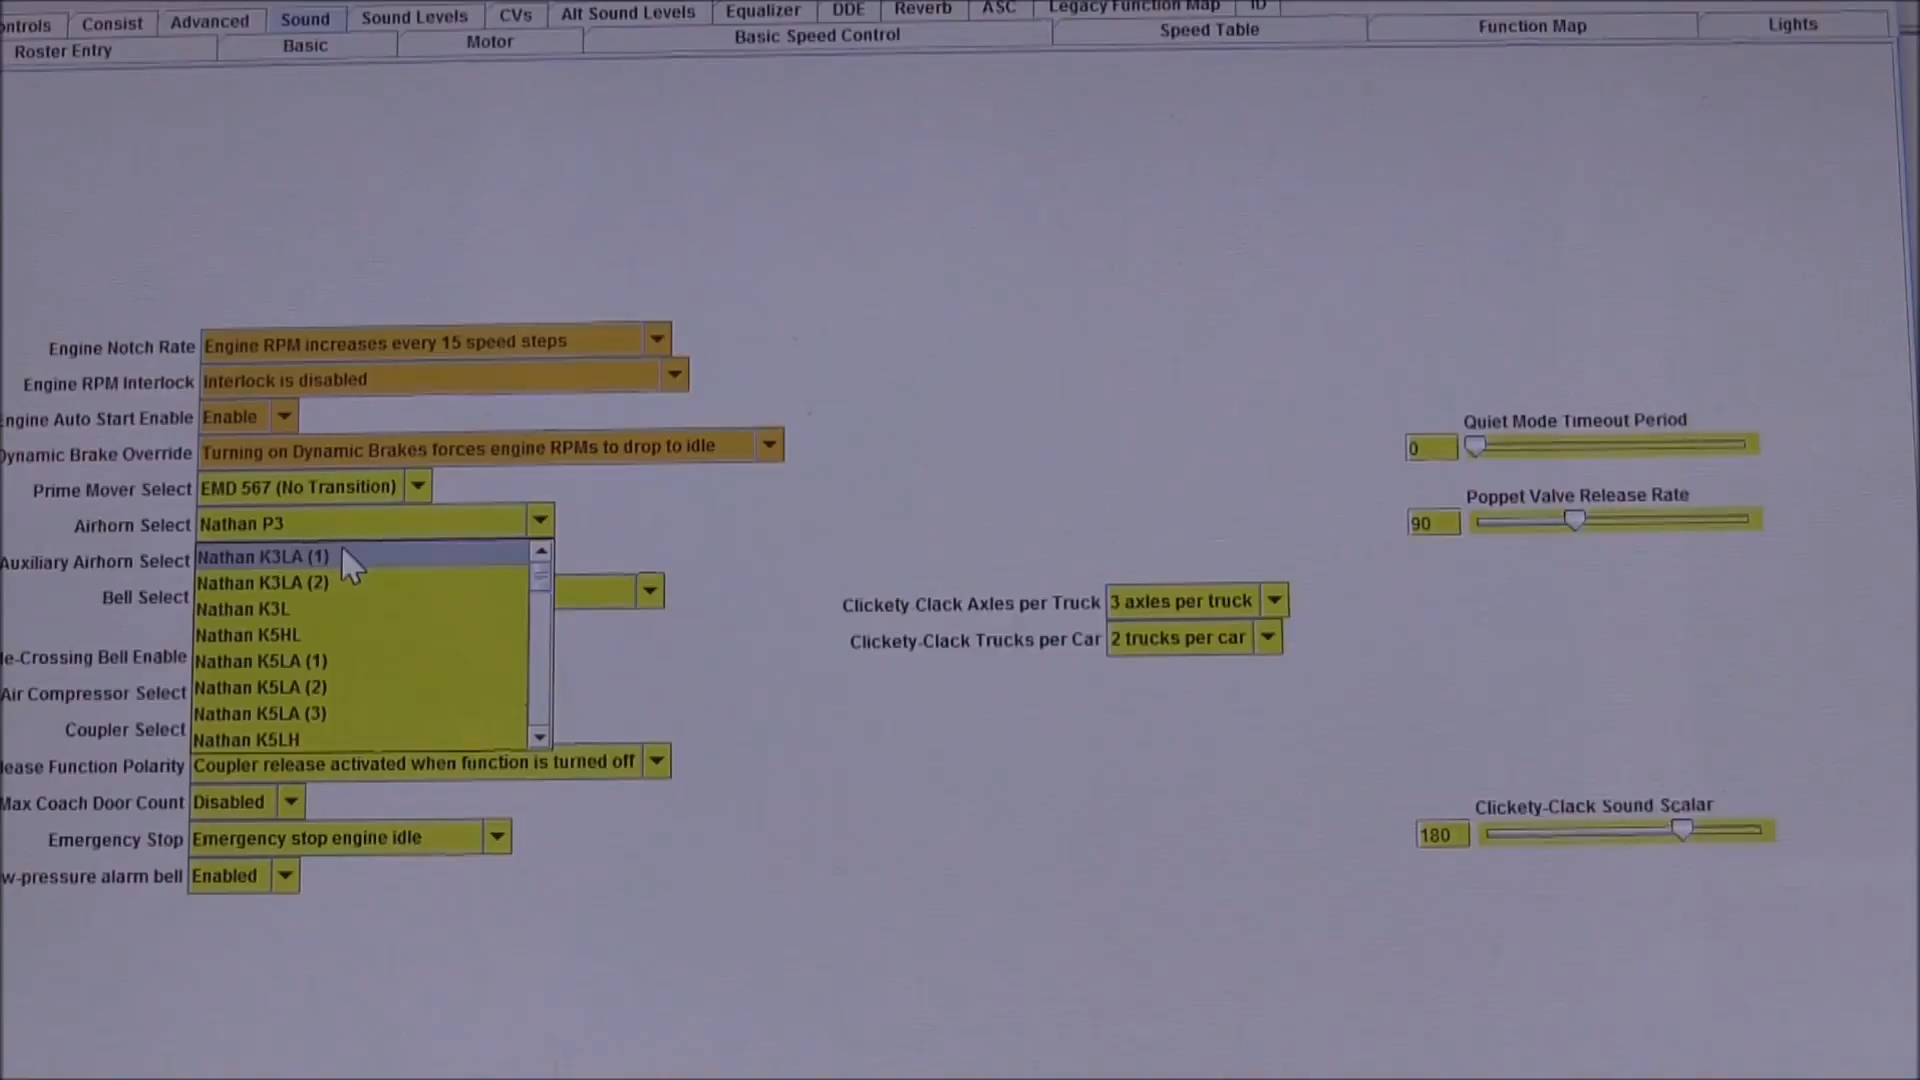 ontrols Consist Advanced Sound Sound Levels CVs Alt Sound Levels Equalizer DDE Reverb ASC Legacy Function Map ID
Roster Entry Basic Motor Basic Speed Control Speed Table Function Map Lights
Engine Notch Rate Engine RPM increases every 15 speed steps
Engine RPM Interlock Interlock is disabled
ngine Auto Start Enable Enable
Dynamic Brake Override Turning on Dynamic Brakes forces engine RPMs to drop to idle
Prime Mover Select EMD 567 (No Transition)
Airhorn Select Nathan P3
Auxiliary Airhorn Select
Bell Select
le-Crossing Bell Enable
Air Compressor Select
Coupler Select
Nathan K3LA (1)
Nathan K3LA (2)
Nathan K3L
Nathan K5HL
Nathan K5LA (1)
Nathan K5LA (2)
Nathan K5LA (3)
Nathan K5LH
lease Function Polarity Coupler release activated when function is turned off
Max Coach Door Count Disabled
Emergency Stop Emergency stop engine idle
w-pressure alarm bell Enabled
Clickety-Clack Axles per Truck 3 axles per truck
Clickety-Clack Trucks per Car 2 trucks per car
Quiet Mode Timeout Period
0
Poppet Valve Release Rate
90
Clickety-Clack Sound Scalar
180